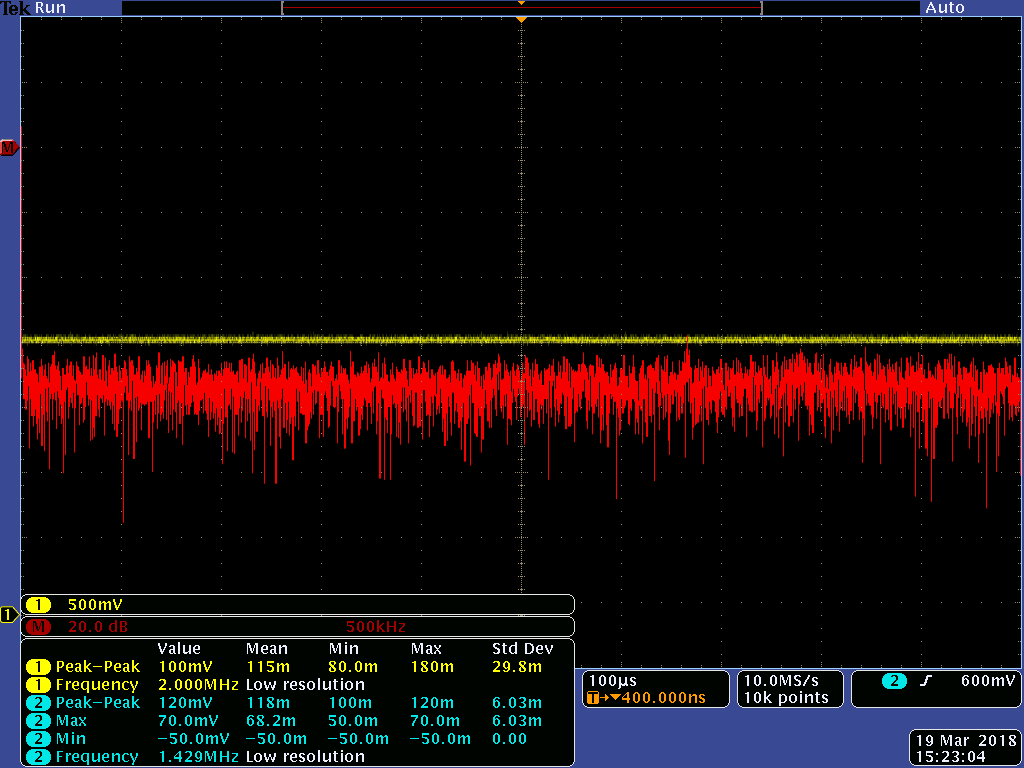 Tek Run Auto
M
1
1 500mV
M 20.0 dB 500kHz
Value Mean Min Max Std Dev
1 Peak−Peak 100mV 115m 80.0m 180m 29.8m
1 Frequency 2.000MHz Low resolution
2 Peak−Peak 120mV 118m 100m 120m 6.03m
2 Max 70.0mV 68.2m 50.0m 70.0m 6.03m
2 Min −50.0mV −50.0m −50.0m −50.0m 0.00
2 Frequency 1.429MHz Low resolution
100µs
T→▼400.000ns
10.0MS/s
10k points
2 600mV
19 Mar 2018
15:23:04